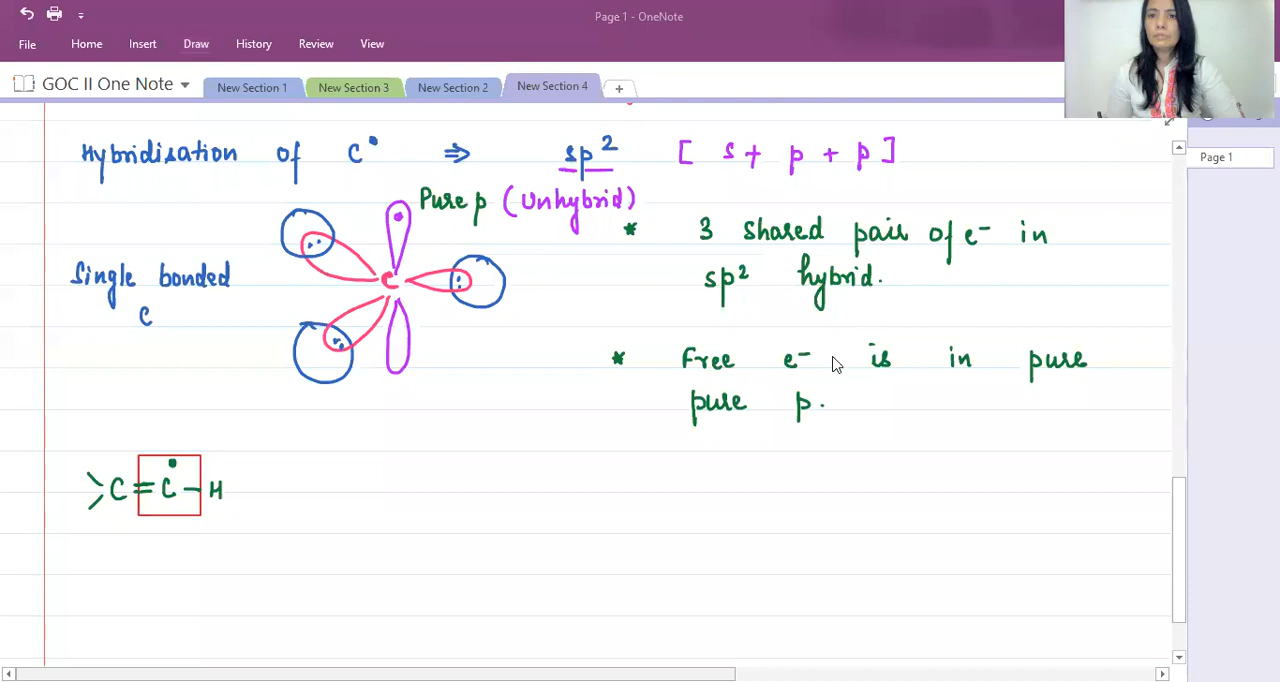 Page 1 - OneNote
File Home Insert Draw History Review View
GOC II One Note New Section 1 New Section 3 New Section 2 New Section 4 +
Page 1
Hybridisation of C• ⇒ sp² [ s + p + p ]
Pure p (Unhybrid)
* 3 shared pair of e⁻ in
sp² hybrid.
Single bonded
C
C
* Free e⁻ is in pure
pure p.
>C=Ċ-H